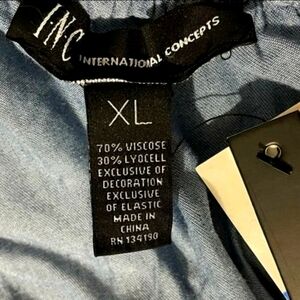 I·N·C
INTERNATIONAL CONCEPTS
XL
70% VISCOSE
30% LYOCELL
EXCLUSIVE OF
DECORATION
EXCLUSIVE
OF ELASTIC
MADE IN
CHINA
RN 134190